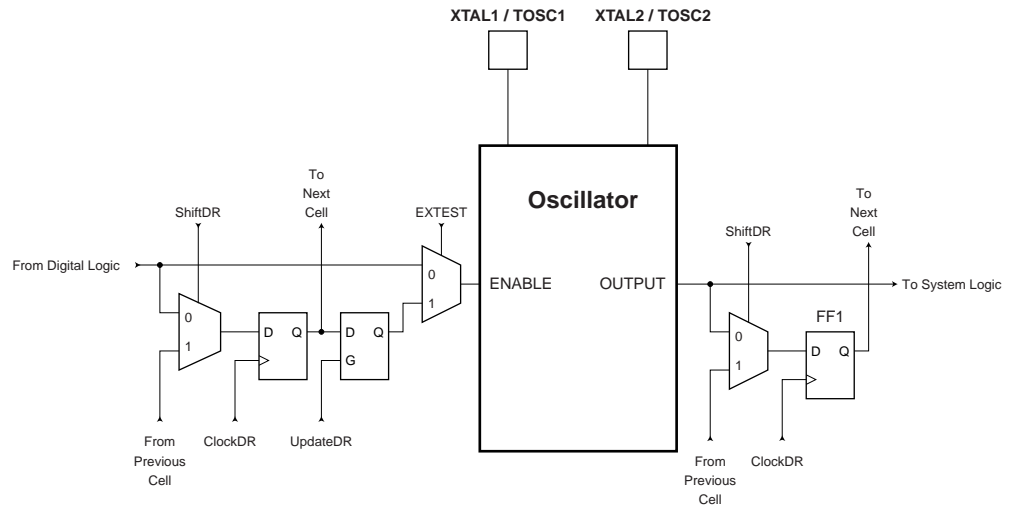 XTAL1 / TOSC1
XTAL2 / TOSC2
Oscillator
To
Next
Cell
ShiftDR
EXTEST
From Digital Logic
0
1
ENABLE
OUTPUT
0
1
D Q
D Q
G
From
Previous
Cell
ClockDR
UpdateDR
To
Next
Cell
ShiftDR
To System Logic
FF1
0
1
D Q
From
Previous
Cell
ClockDR